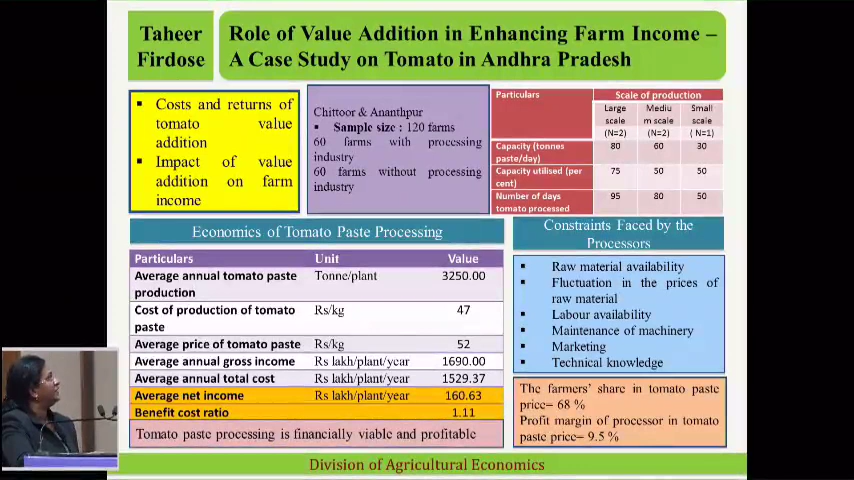 Taheer
Firdose
Role of Value Addition in Enhancing Farm Income –
A Case Study on Tomato in Andhra Pradesh
▪ Costs and returns of
tomato value
addition
▪ Impact of value
addition on farm
income
Chittoor & Ananthpur
▪ Sample size : 120 farms
60 farms with processing
industry
60 farms without processing
industry
Particulars Scale of production
Large scale (N=2) Mediu m scale (N=2) Small scale ( N=1)
Capacity (tonnes paste/day) 80 60 30
Capacity utilised (per cent) 75 50 50
Number of days tomato processed 95 80 50
Economics of Tomato Paste Processing
Particulars Unit Value
Average annual tomato paste production Tonne/plant 3250.00
Cost of production of tomato paste Rs/kg 47
Average price of tomato paste Rs/kg 52
Average annual gross income Rs lakh/plant/year 1690.00
Average annual total cost Rs lakh/plant/year 1529.37
Average net income Rs lakh/plant/year 160.63
Benefit cost ratio 1.11
Tomato paste processing is financially viable and profitable
Constraints Faced by the
Processors
▪ Raw material availability
▪ Fluctuation in the prices of
raw material
▪ Labour availability
▪ Maintenance of machinery
▪ Marketing
▪ Technical knowledge
The farmers' share in tomato paste
price= 68 %
Profit margin of processor in tomato
paste price= 9.5 %
Division of Agricultural Economics